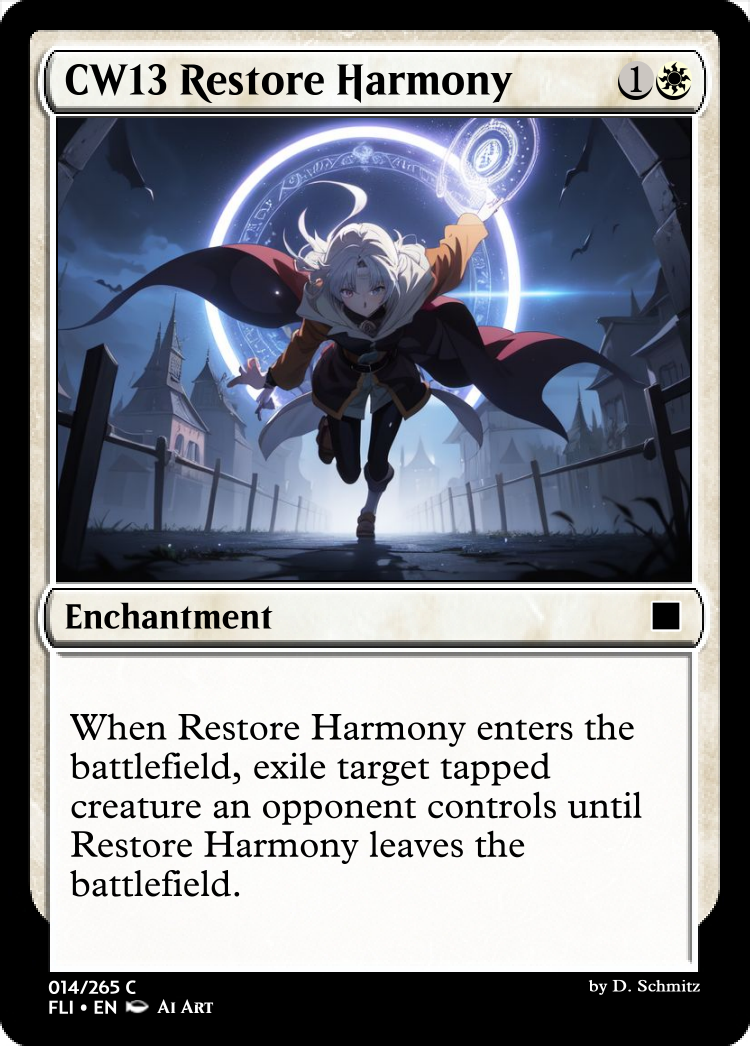 CW13 Restore Harmony 1
Enchantment
When Restore Harmony enters the
battlefield, exile target tapped
creature an opponent controls until
Restore Harmony leaves the
battlefield.
014/265 C
by D. Schmitz
FLI • EN AI ART